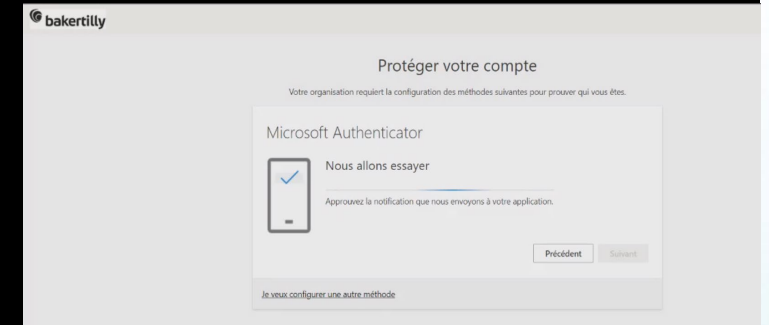 bakertilly
Protéger votre compte
Votre organisation requiert la configuration des méthodes suivantes pour prouver qui vous êtes.
Microsoft Authenticator
Nous allons essayer
Approuvez la notification que nous envoyons à votre application.
Précédent Suivant
Je veux configurer une autre méthode